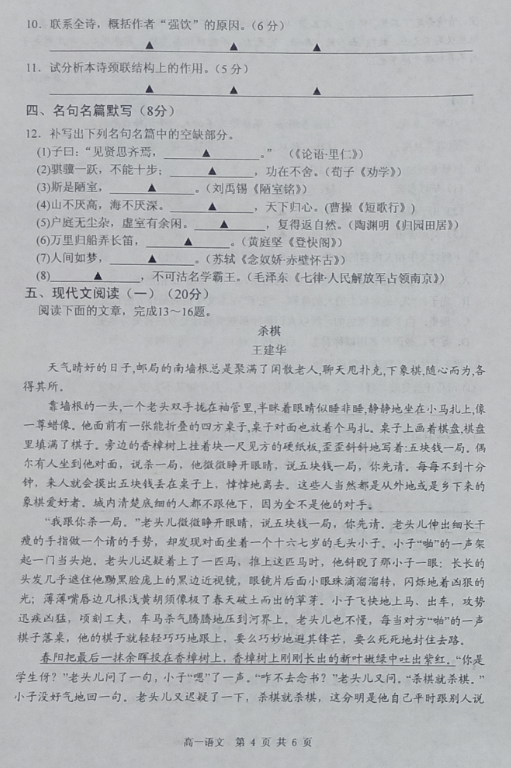 10．联系全诗，概括作者“强饮”的原因。（6 分）
▲ ▲ ▲
11．试分析本诗颈联结构上的作用。（5 分）
▲ ▲ ▲
四、名句名篇默写（8分）
12．补写出下列名句名篇中的空缺部分。
(1)子曰：“见贤思齐焉，____▲____。” （《论语·里仁》）
(2)骐骥一跃，不能十步；____▲____，功在不舍。（荀子《劝学》）
(3)斯是陋室，____▲____。（刘禹锡《陋室铭》）
(4)山不厌高，海不厌深。____▲____，天下归心。（曹操《短歌行》)
(5)户庭无尘杂，虚室有余闲。____▲____，复得返自然。（陶渊明《归园田居》）
(6)万里归船弄长笛，____▲____。（黄庭坚《登快阁》）
(7)人间如梦，____▲____。（苏轼《念奴娇·赤壁怀古》）
(8)____▲____，不可沽名学霸王。（毛泽东《七律·人民解放军占领南京》）
五、现代文阅读（一）（20分）
阅读下面的文章，完成13～16题。
杀棋
王建华
天气晴好的日子,邮局的南墙根总是聚满了闲散老人,聊天甩扑克,下象棋,随心而为,各
得其所。
靠墙根的一头,一个老头双手拢在袖管里,半眯着眼睛似睡非睡,静静地坐在小马扎上,像
一尊蜡像。他面前有一张能折叠的四方桌子,桌子对面也放着个马扎。桌子上画着棋盘,棋盘
里填满了棋子。旁边的香樟树上挂着块一尺见方的硬纸板,歪歪斜斜地写着:五块钱一局。偶
尔有人坐到他对面，说杀一局，他微微睁开眼睛，说五块钱一局，你先请。每每不到十分
钟，来人就会摸出五块钱丢在桌子上，悻悻地离去。这些人当然都是从外地或是乡下来的
象棋爱好者。城内清楚底细的人都不跟他下，因为全不是他的对手。
“我跟你杀一局。”老头儿微微睁开眼睛，说五块钱一局，你先请。老头儿伸出细长干
瘦的手指做一个请的手势，却发现对面坐着一个十六七岁的毛头小子。小子“啪”的一声架
起一门当头炮。老头儿迟疑着上了一匹马，推上这匹马时，他斜睨了那小子一眼：长长的
头发几乎遮住他黝黑脸庞上的黑边近视镜，眼镜片后面小眼珠滴溜溜转，闪烁地着凶狠的
光；薄薄嘴唇边几根浅黄胡须像极了春天破土而出的草芽。小子飞快地上马、出车，攻势
迅疾凶猛，顷刻工夫，车马杀气腾腾地压到河界上。老头儿也不慢，每当对方“啪”的一声
棋子落桌，他的棋子就轻轻巧巧地跟上，要么巧妙地避其锋芒，要么死死地封住去路。
春阳把最后一抹余晖投在香樟树上，香樟树上刚刚长出的新叶嫩绿中吐出紫红。“你是
学生伢？”老头儿问了一句，小子“嗯”了一声。“咋不去念书？”老头儿又问。“杀棋就杀棋。”
小子没好气地回一句。老头儿又迟疑了一下，杀棋就杀棋，这分明是他自己平时跟别人说
高一语文 第 4 页 共 6 页